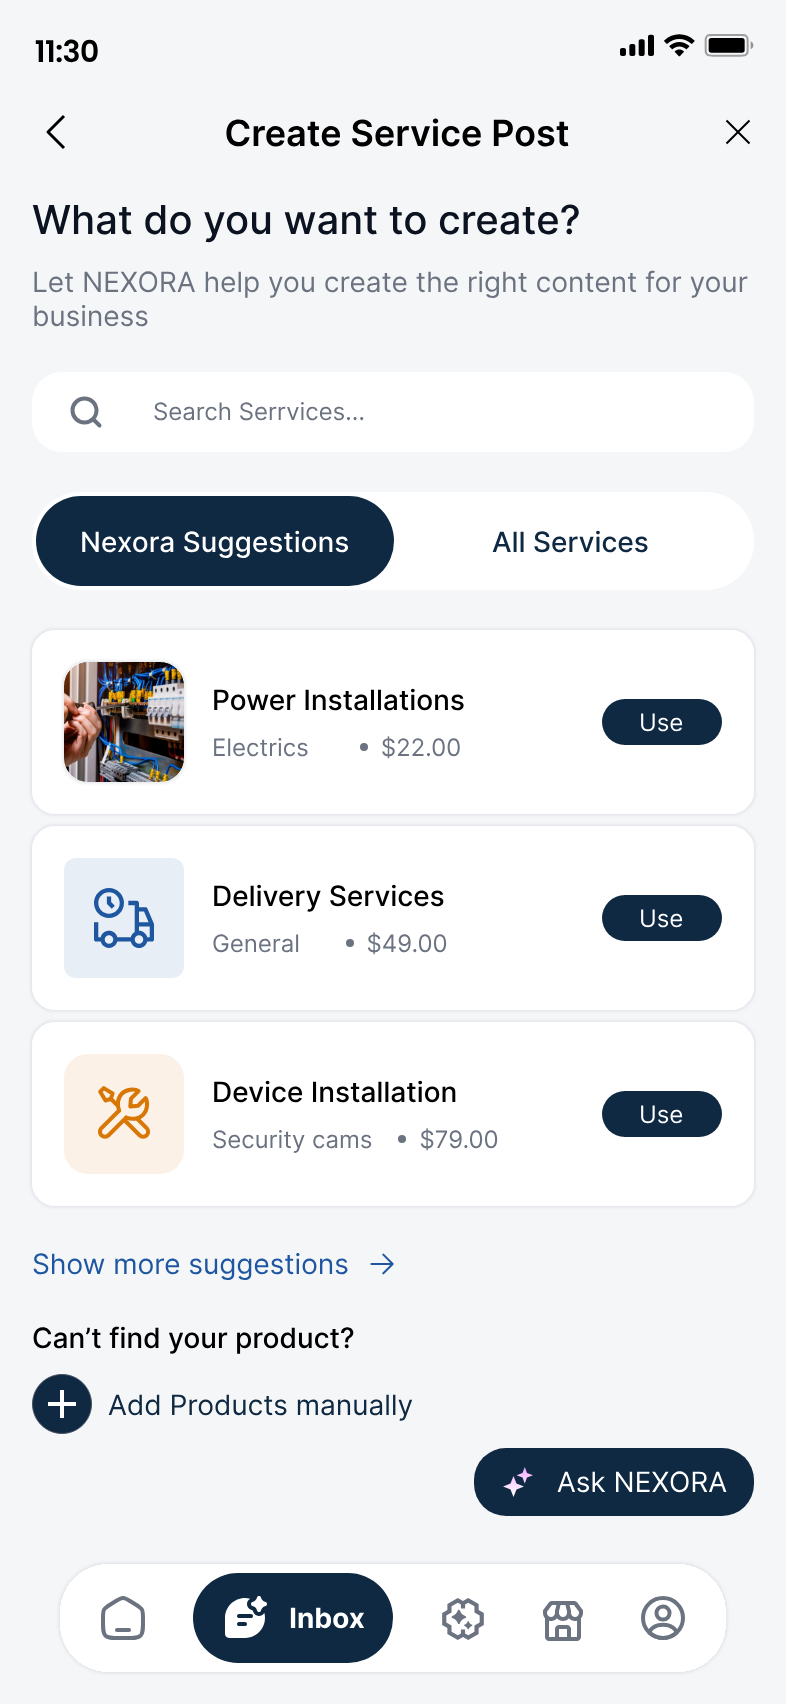 11:30
Create Service Post
What do you want to create?
Let NEXORA help you create the right content for your
business
Search Serrvices...
Nexora Suggestions
All Services
Power Installations
Electrics • $22.00
Use
Delivery Services
General • $49.00
Use
Device Installation
Security cams • $79.00
Use
Show more suggestions →
Can’t find your product?
Add Products manually
Ask NEXORA
Inbox